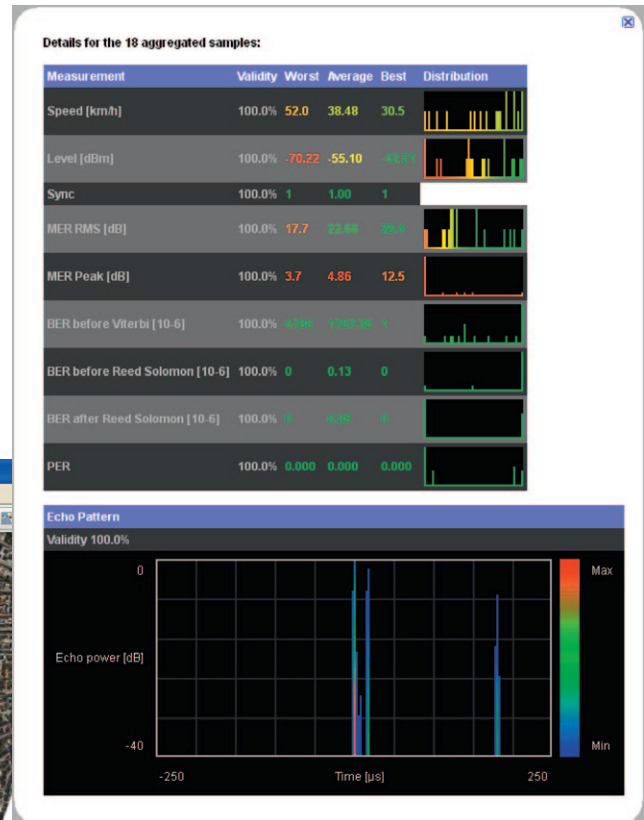 Details for the 18 aggregated samples:
Measurement Validity Worst Average Best Distribution
Speed [km/h] 100.0% 52.0 38.48 30.5
Level [dBm] 100.0% -70.22 -55.10
Sync 100.0% 1 1.00 1
MER RMS [dB] 100.0% 17.7
MER Peak [dB] 100.0% 3.7 4.86 12.5
BER before Viterbi [10-6] 100.0%
BER before Reed Solomon [10-6] 100.0% 0 0.13 0
BER after Reed Solomon [10-6] 100.0%
PER 100.0% 0.000 0.000 0.000
Echo Pattern
Validity 100.0%
0 Max
Echo power [dB]
-40 Min
-250 Time [µs] 250